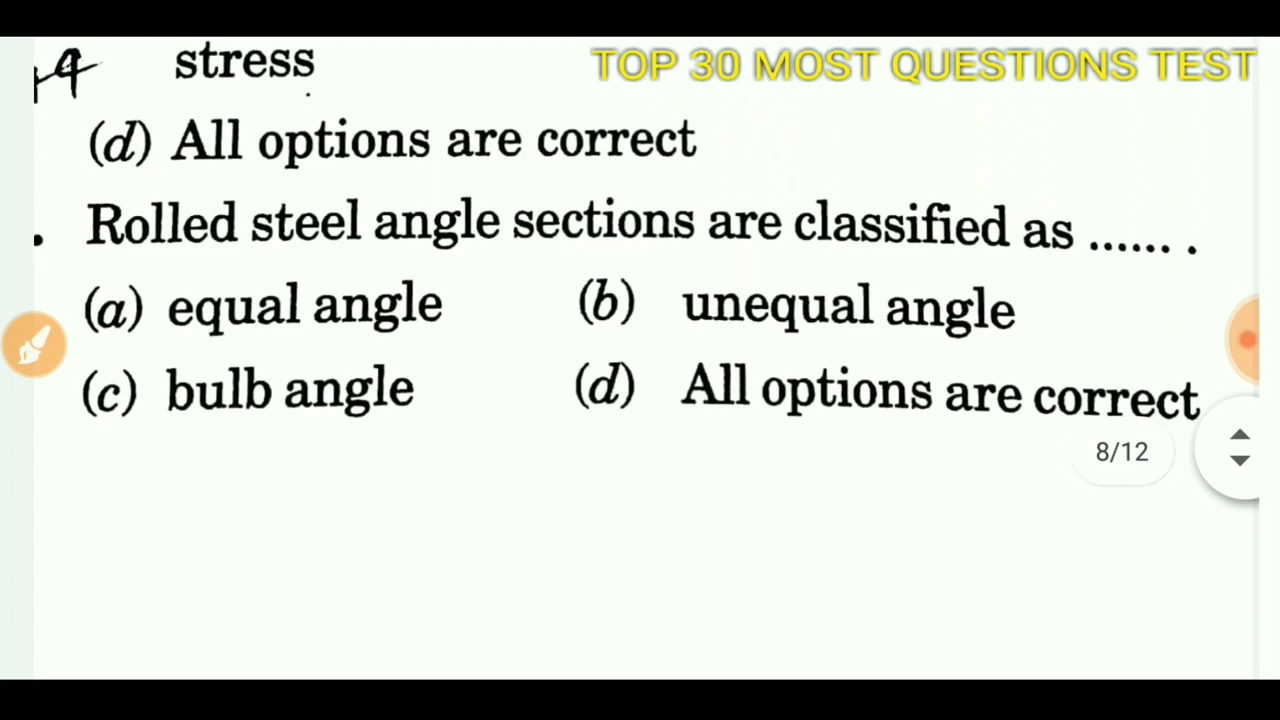 stress
TOP 30 MOST QUESTIONS TEST
(d) All options are correct
. Rolled steel angle sections are classified as ...... .
(a) equal angle (b) unequal angle
(c) bulb angle (d) All options are correct
8/12